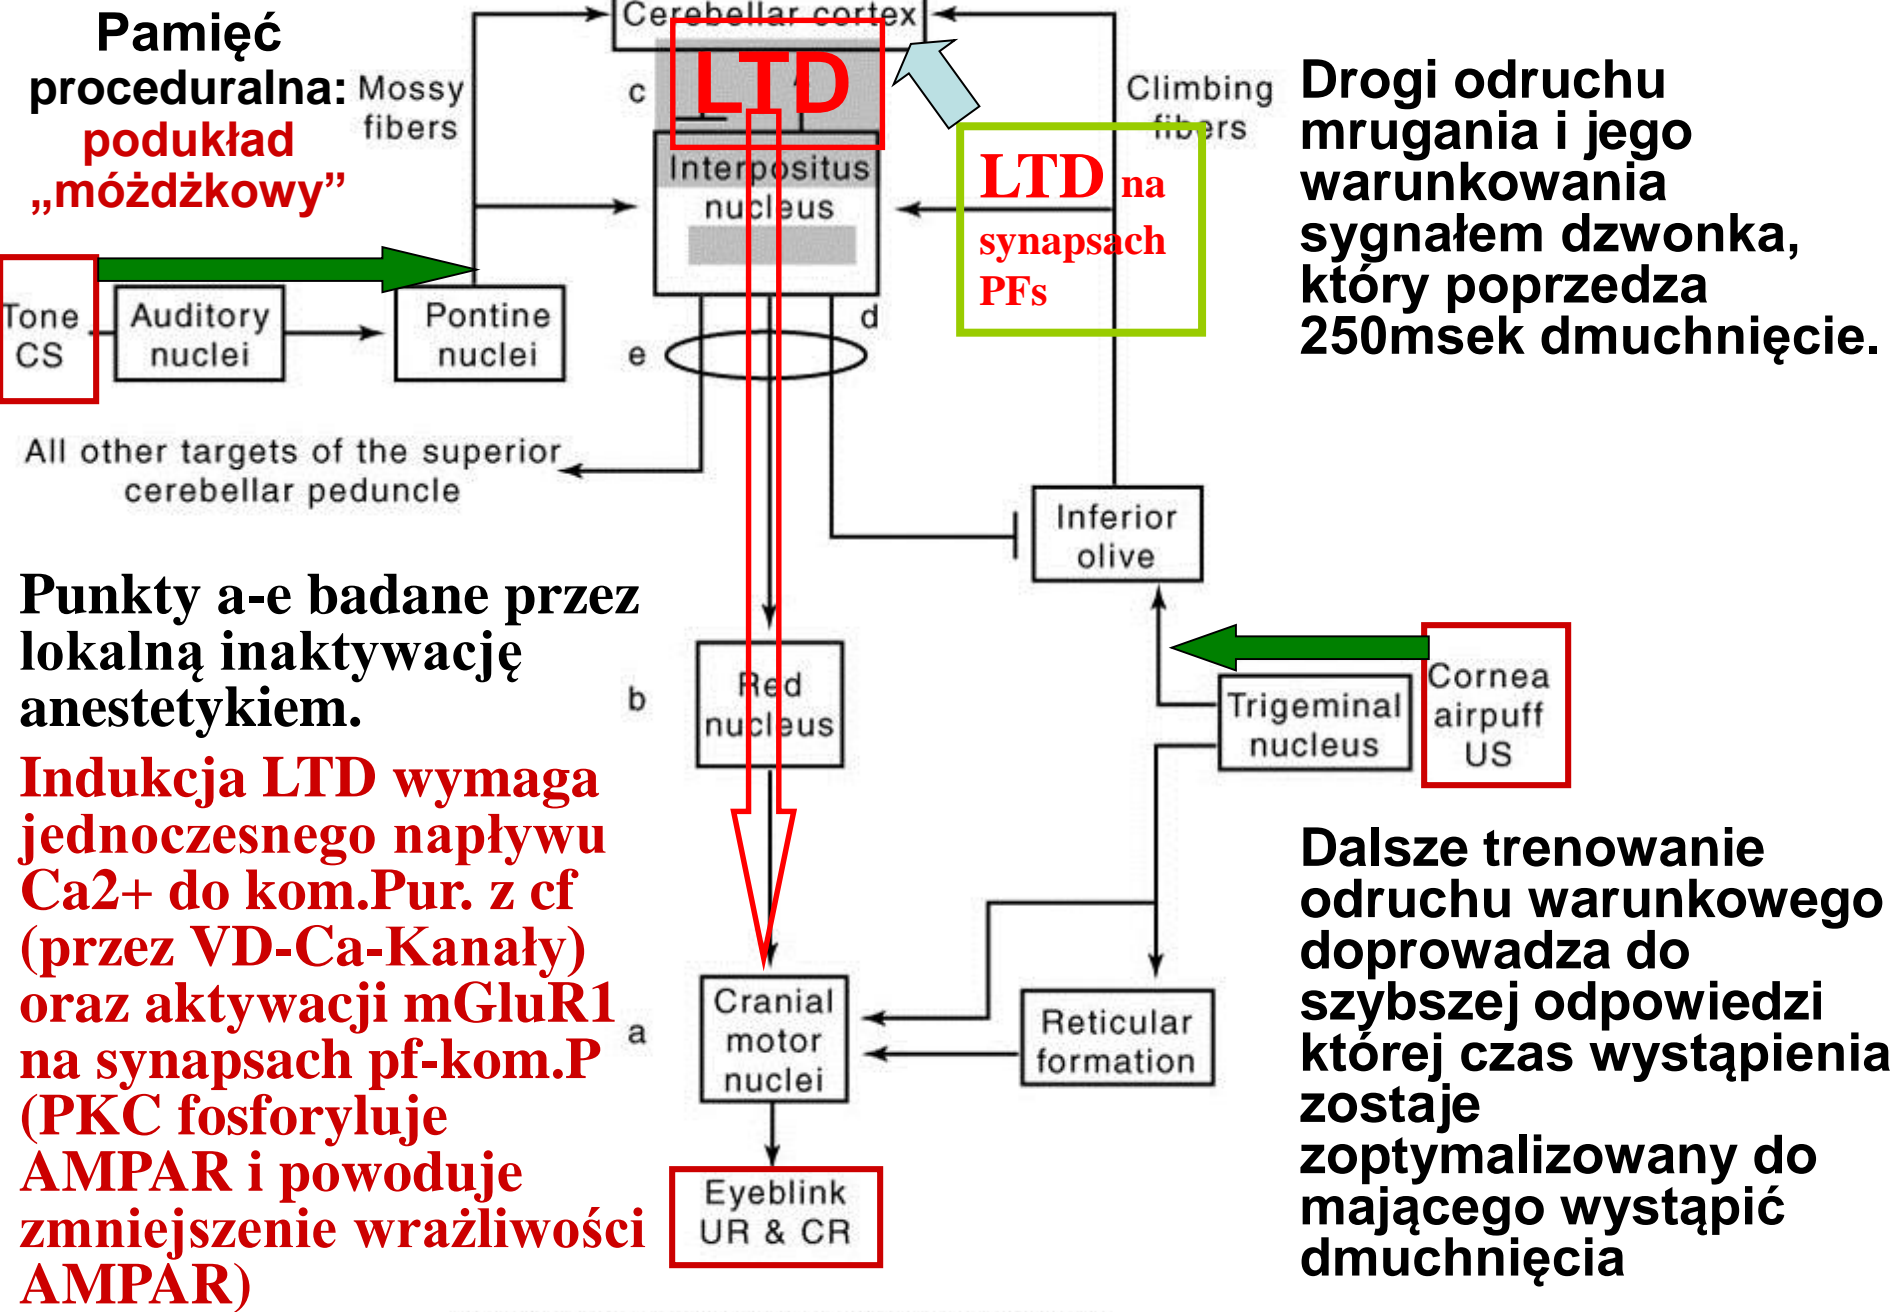 Pamięć
proceduralna:
podukład
„móżdżkowy”
Mossy
fibers
Cerebellar cortex
LTD
c
Interpositus
nucleus
Climbing
fibers
LTD na
synapsach
PFs
Drogi odruchu
mrugania i jego
warunkowania
sygnałem dzwonka,
który poprzedza
250msek dmuchnięcie.
Tone
CS
Auditory
nuclei
Pontine
nuclei
d
e
All other targets of the superior
cerebellar peduncle
Inferior
olive
Punkty a-e badane przez
lokalną inaktywację
anestetykiem.
Indukcja LTD wymaga
jednoczesnego napływu
Ca2+ do kom.Pur. z cf
(przez VD-Ca-Kanały)
oraz aktywacji mGluR1
na synapsach pf-kom.P
(PKC fosforyluje
AMPAR i powoduje
zmniejszenie wrażliwości
AMPAR)
b
Red
nucleus
Trigeminal
nucleus
Cornea
airpuff
US
a
Cranial
motor
nuclei
Reticular
formation
Eyeblink
UR & CR
Dalsze trenowanie
odruchu warunkowego
doprowadza do
szybszej odpowiedzi
której czas wystąpienia
zostaje
zoptymalizowany do
mającego wystąpić
dmuchnięcia